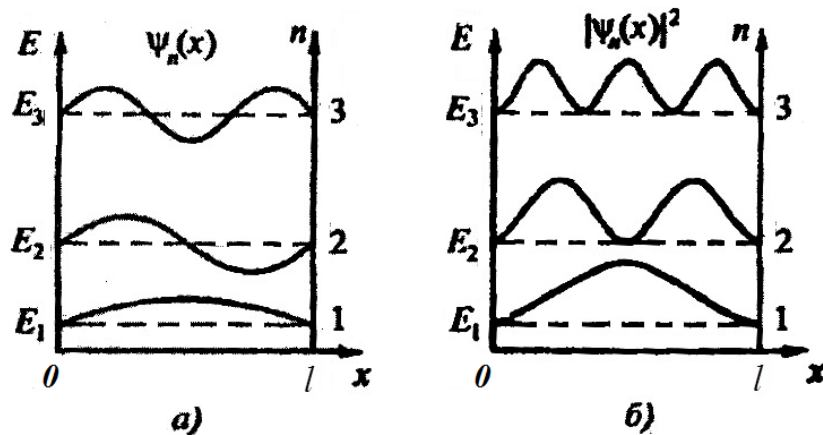 E ψₙ(x) n
E₃ 3
E₂ 2
E₁ 1
0 l x
а)
E |ψₙ(x)|² n
E₃ 3
E₂ 2
E₁ 1
0 l x
б)